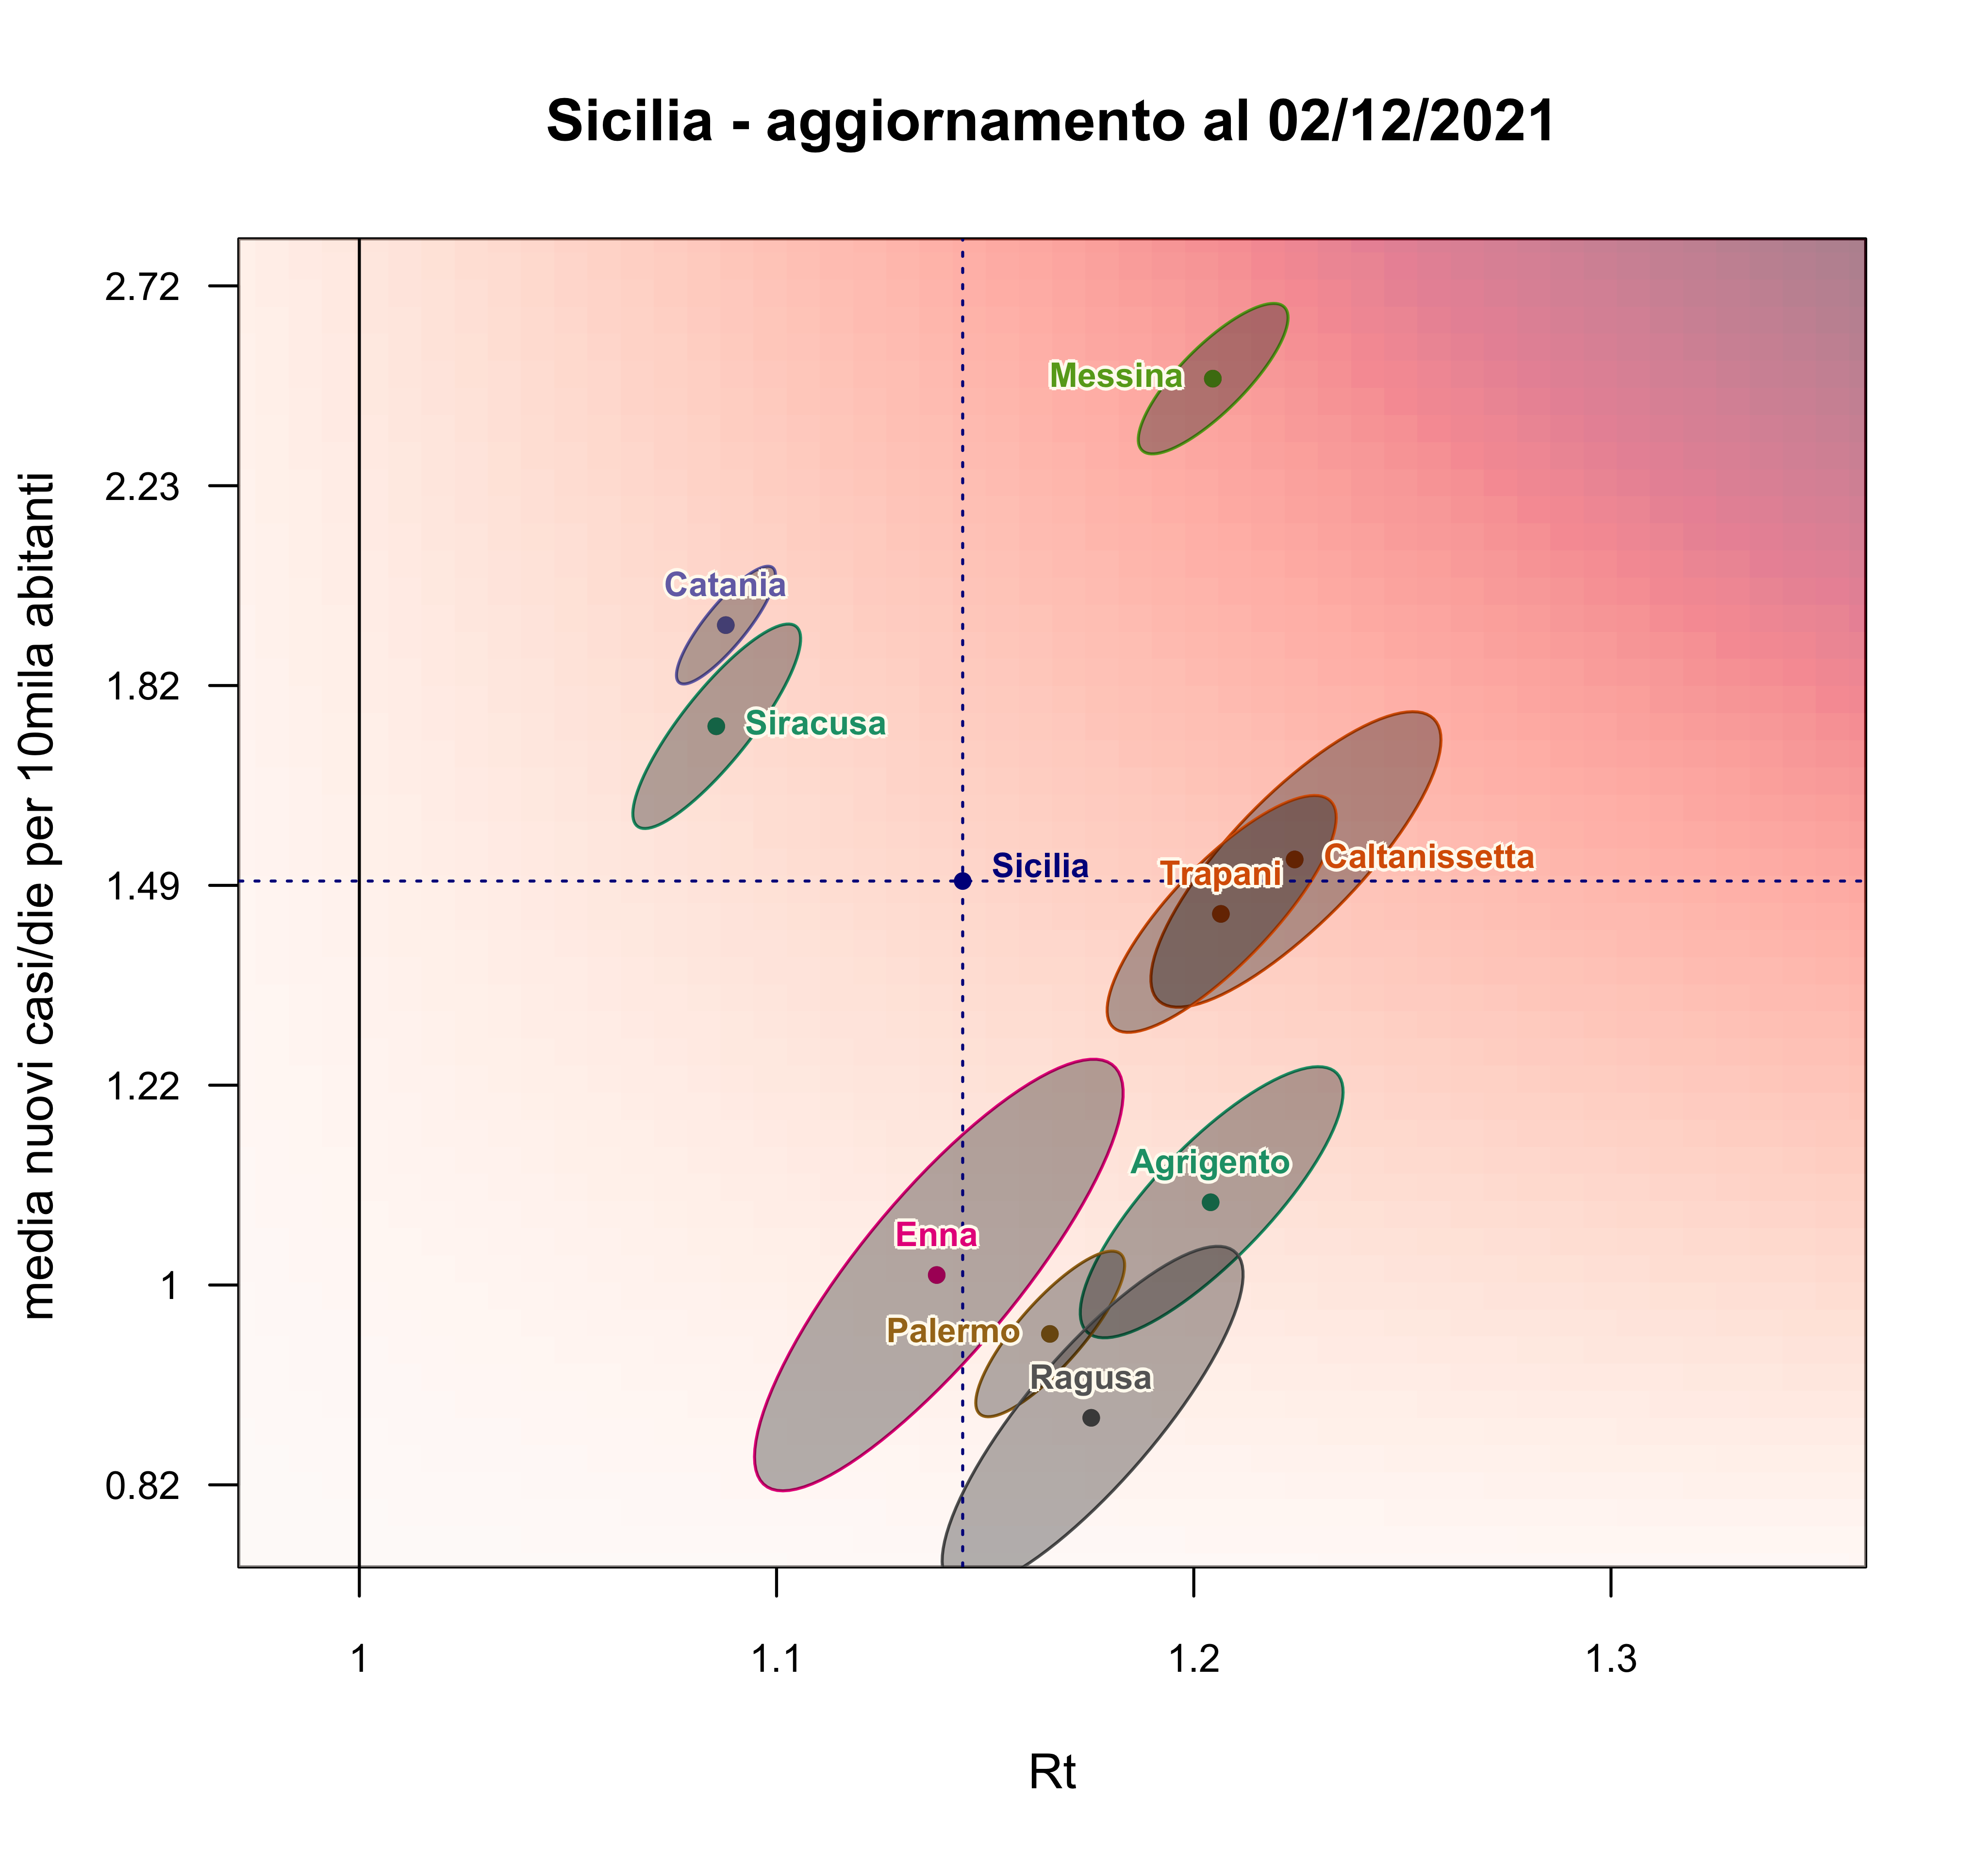 Sicilia - aggiornamento al 02/12/2021
media nuovi casi/die per 10mila abitanti
2.72
2.23
1.82
1.49
1.22
1
0.82
Messina
Catania
Siracusa
Sicilia
Caltanissetta
Trapani
Agrigento
Enna
Palermo
Ragusa
1 1.1 1.2 1.3
Rt